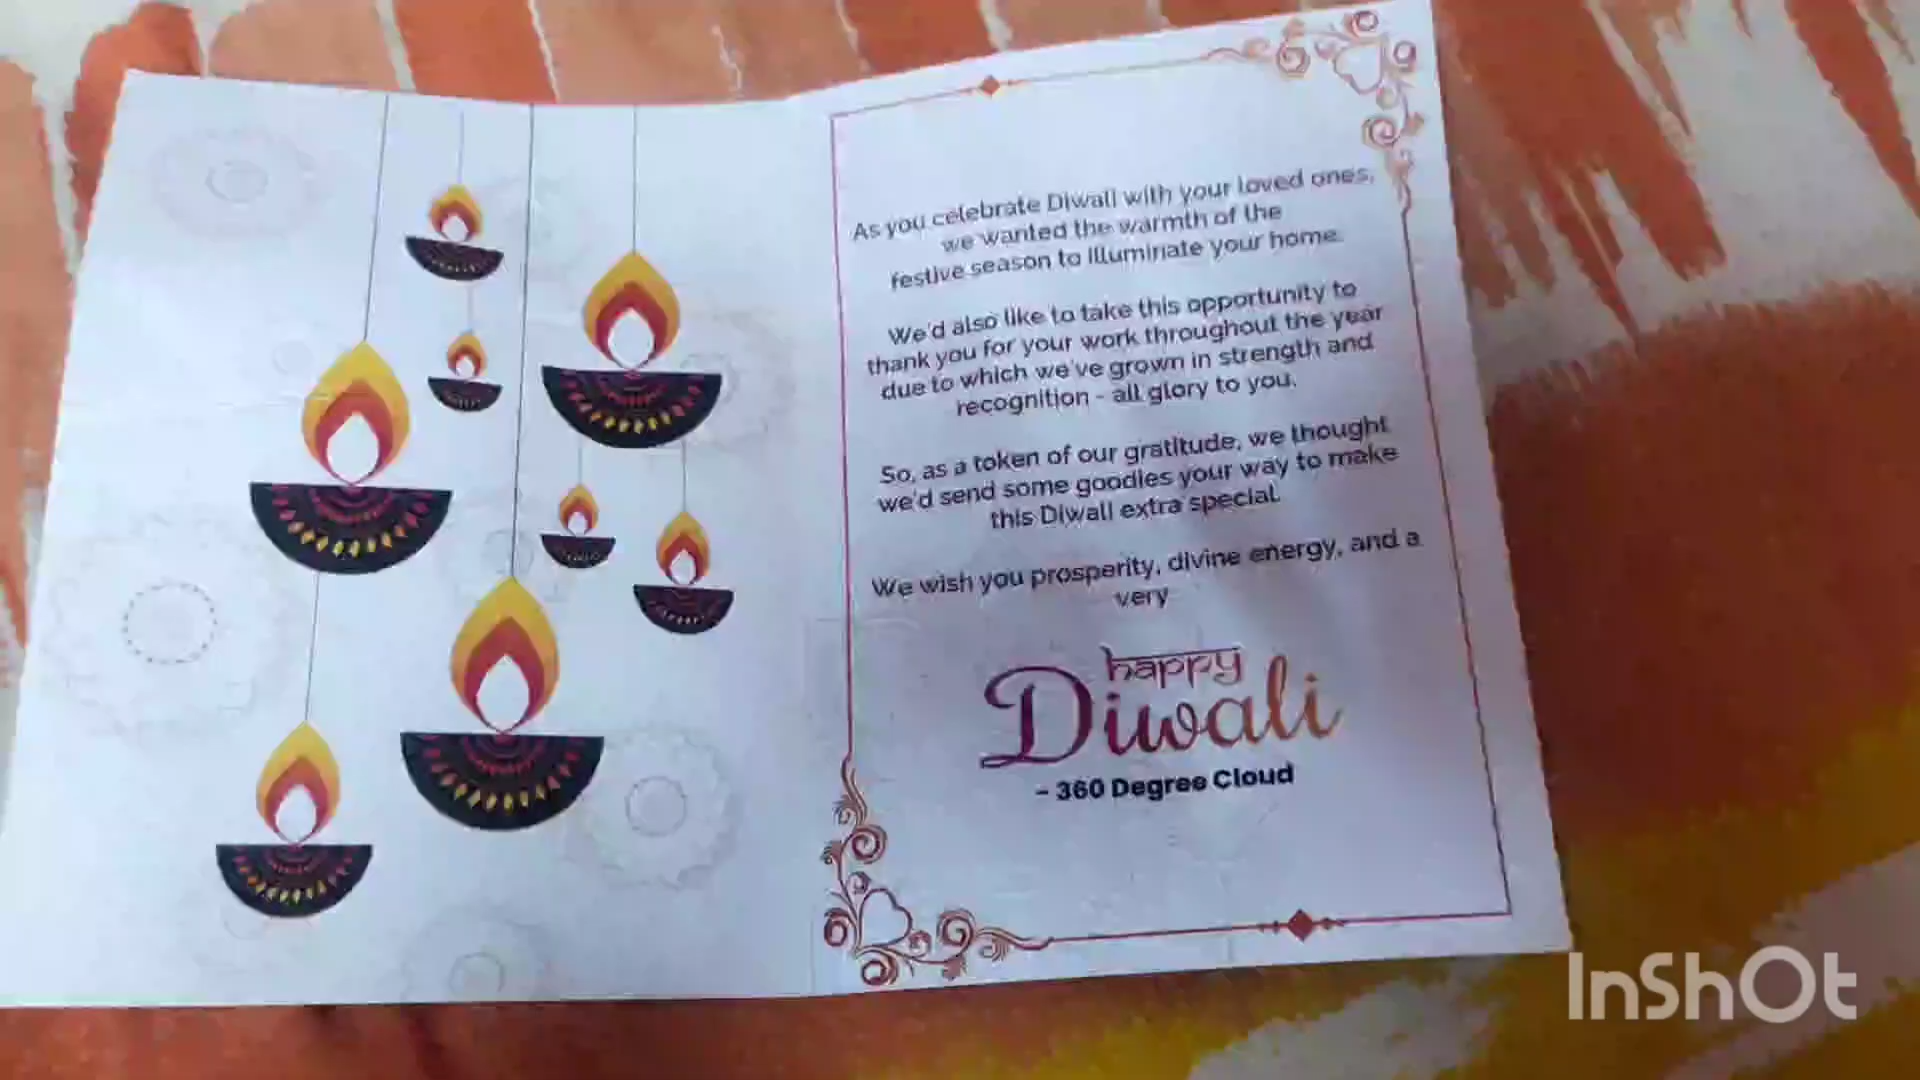 As you celebrate Diwali with your loved ones,
we wanted the warmth of the
festive season to illuminate your home.
We'd also like to take this opportunity to
thank you for your work throughout the year
due to which we've grown in strength and
recognition - all glory to you.
So, as a token of our gratitude, we thought
we'd send some goodies your way to make
this Diwali extra special.
We wish you prosperity, divine energy, and a
very
happy
Diwali
- 360 Degree Cloud
InShOt